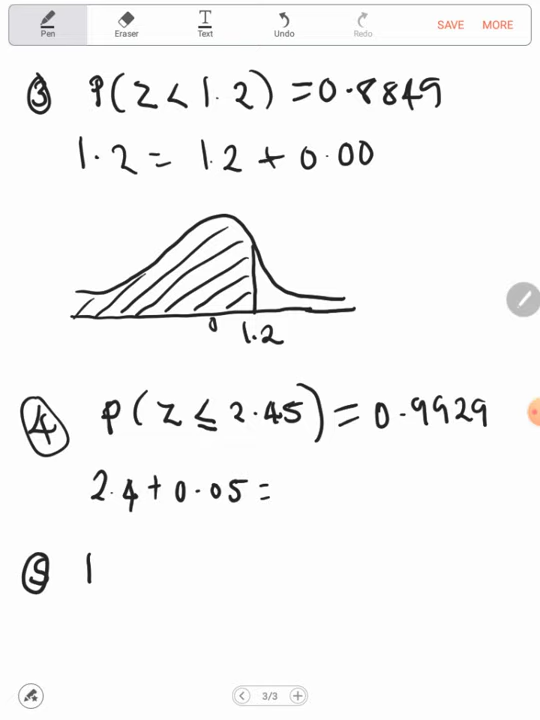 Pen Eraser Text Undo Redo SAVE MORE
③ P(Z < 1.2) = 0.8849
1.2 = 1.2 + 0.00
0 1.2
④ P(Z ≤ 2.45) = 0.9929
2.4 + 0.05 =
⑤
3/3